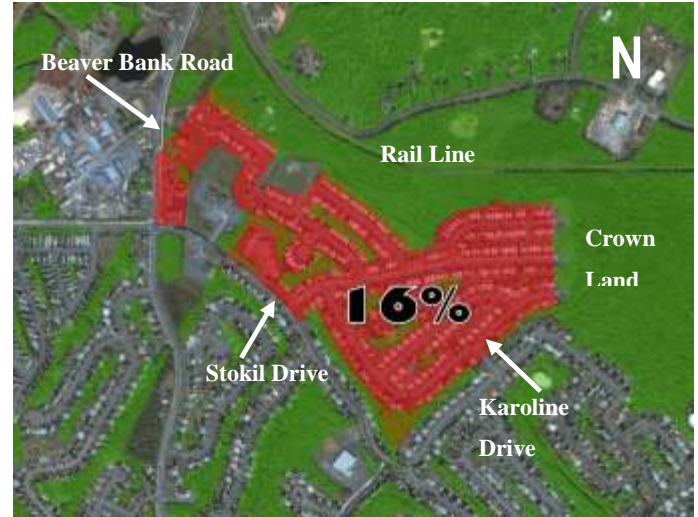 N
Beaver Bank Road
Rail Line
Crown
Land
16%
Stokil Drive
Karoline
Drive